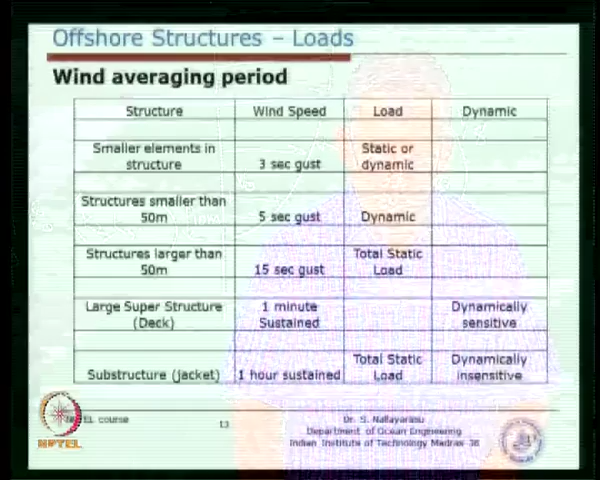 Offshore Structures – Loads
Wind averaging period
Structure Wind Speed Load Dynamic
Smaller elements in structure 3 sec gust Static or dynamic
Structures smaller than 50m 5 sec gust Dynamic
Structures larger than 50m 15 sec gust Total Static Load
Large Super Structure (Deck) 1 minute Sustained Dynamically sensitive
Substructure (jacket) 1 hour sustained Total Static Load Dynamically insensitive
EL course
NPTEL
13
Dr. S. Nallayarasu
Department of Ocean Engineering
Indian Institute of Technology Madras-36